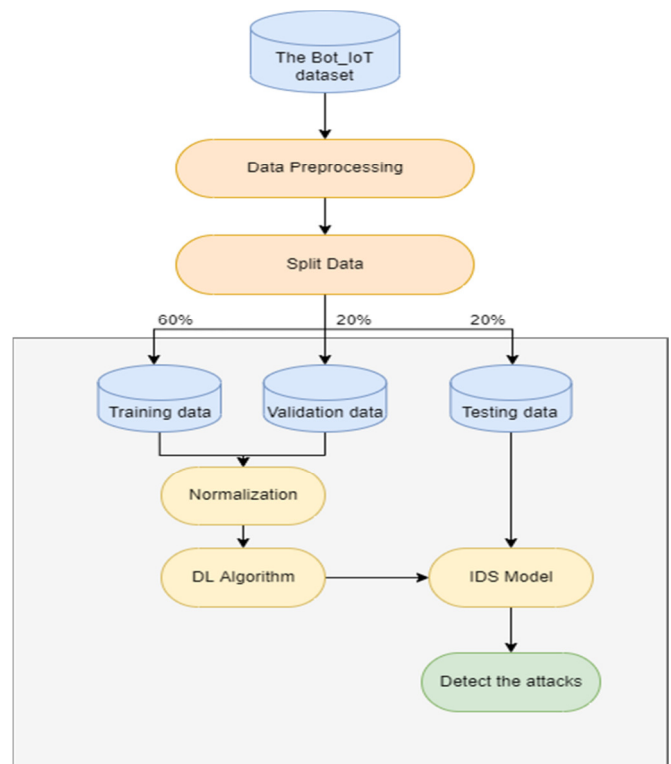 The Bot_IoT
dataset
Data Preprocessing
Split Data
60%
20%
20%
Training data
Validation data
Testing data
Normalization
DL Algorithm
IDS Model
Detect the attacks